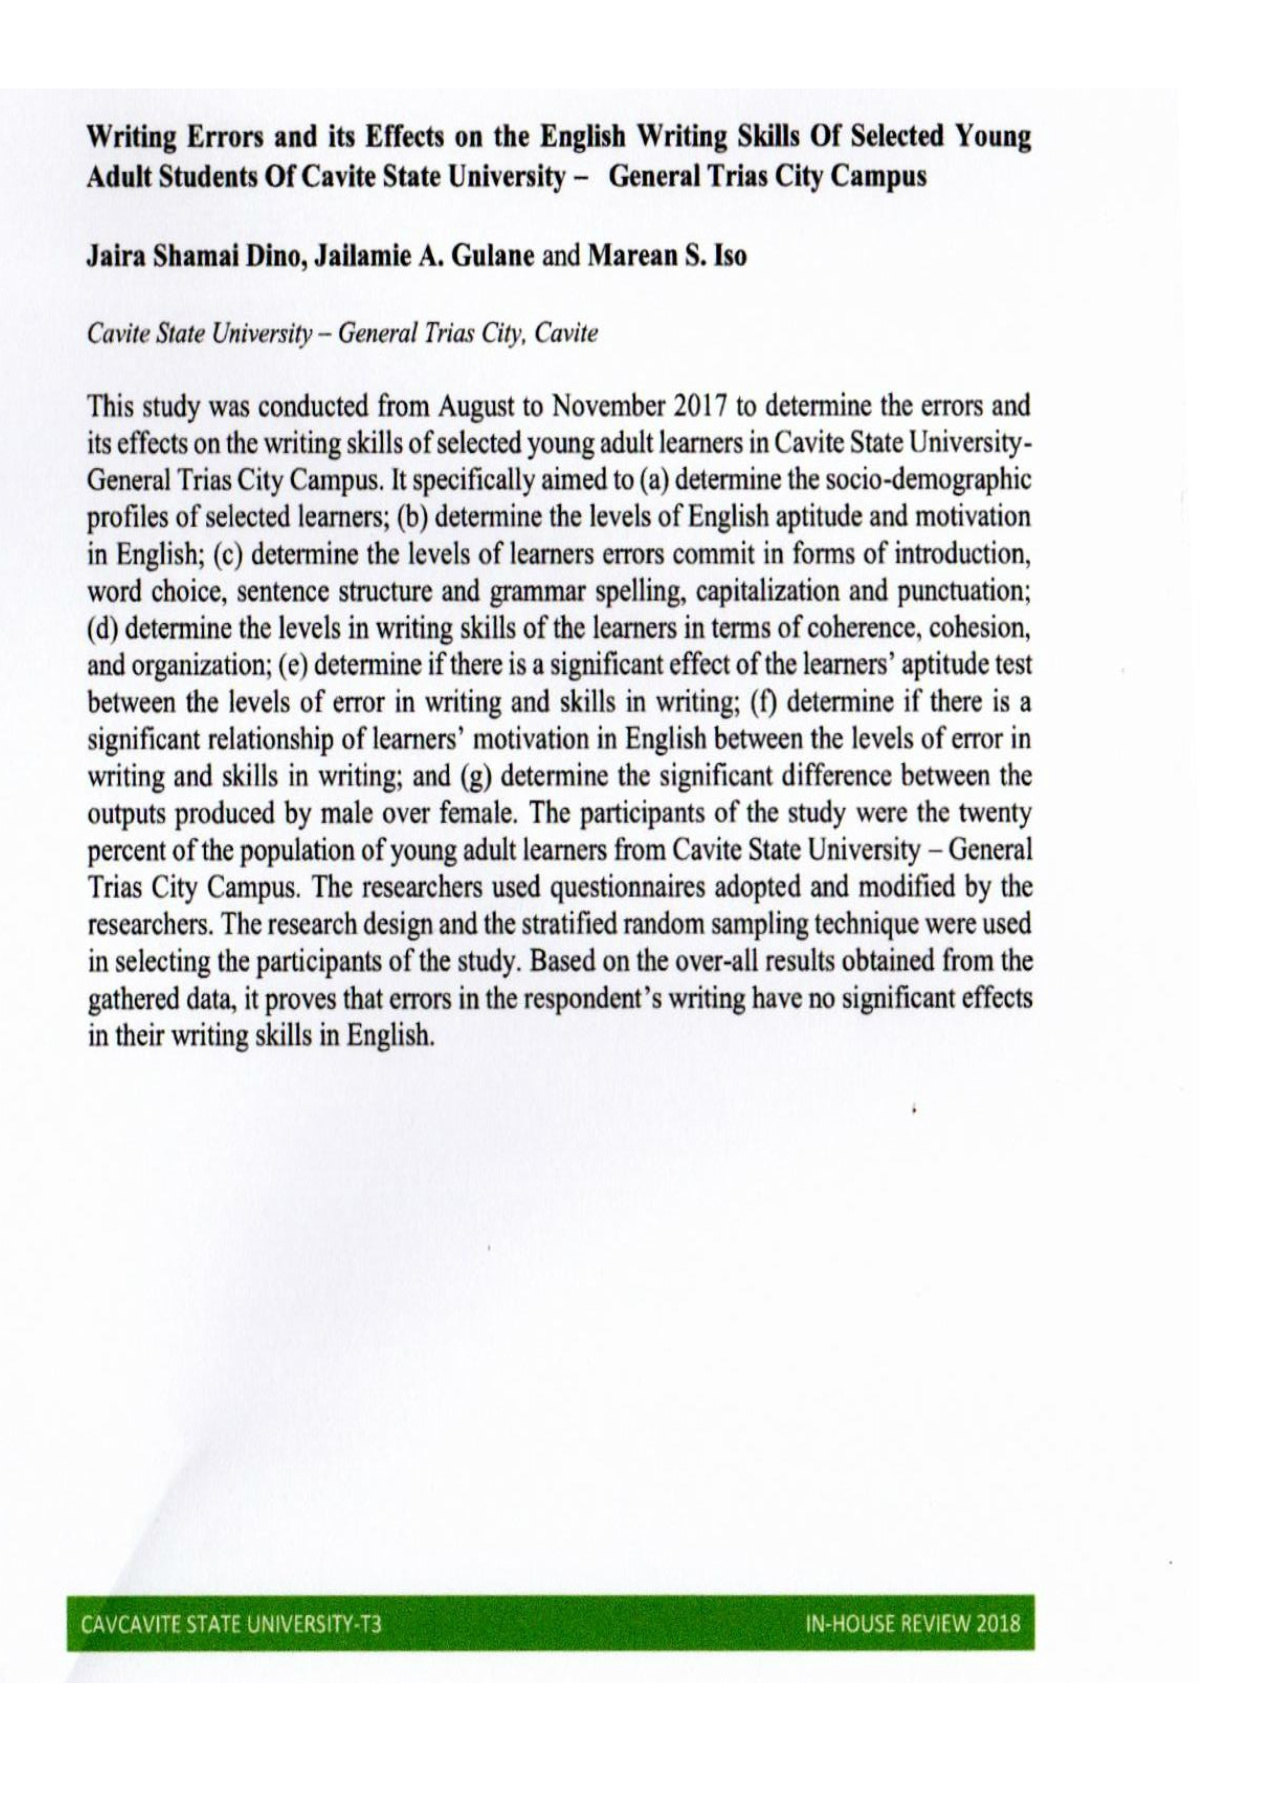 Writing Errors and its Effects on the English Writing Skills Of Selected Young
Adult Students Of Cavite State University – General Trias City Campus
Jaira Shamai Dino, Jailamie A. Gulane and Marean S. Iso
Cavite State University – General Trias City, Cavite
This study was conducted from August to November 2017 to determine the errors and
its effects on the writing skills of selected young adult learners in Cavite State University-
General Trias City Campus. It specifically aimed to (a) determine the socio-demographic
profiles of selected learners; (b) determine the levels of English aptitude and motivation
in English; (c) determine the levels of learners errors commit in forms of introduction,
word choice, sentence structure and grammar spelling, capitalization and punctuation;
(d) determine the levels in writing skills of the learners in terms of coherence, cohesion,
and organization; (e) determine if there is a significant effect of the learners’ aptitude test
between the levels of error in writing and skills in writing; (f) determine if there is a
significant relationship of learners’ motivation in English between the levels of error in
writing and skills in writing; and (g) determine the significant difference between the
outputs produced by male over female. The participants of the study were the twenty
percent of the population of young adult learners from Cavite State University – General
Trias City Campus. The researchers used questionnaires adopted and modified by the
researchers. The research design and the stratified random sampling technique were used
in selecting the participants of the study. Based on the over-all results obtained from the
gathered data, it proves that errors in the respondent’s writing have no significant effects
in their writing skills in English.
CAVCAVITE STATE UNIVERSITY-T3 IN-HOUSE REVIEW 2018